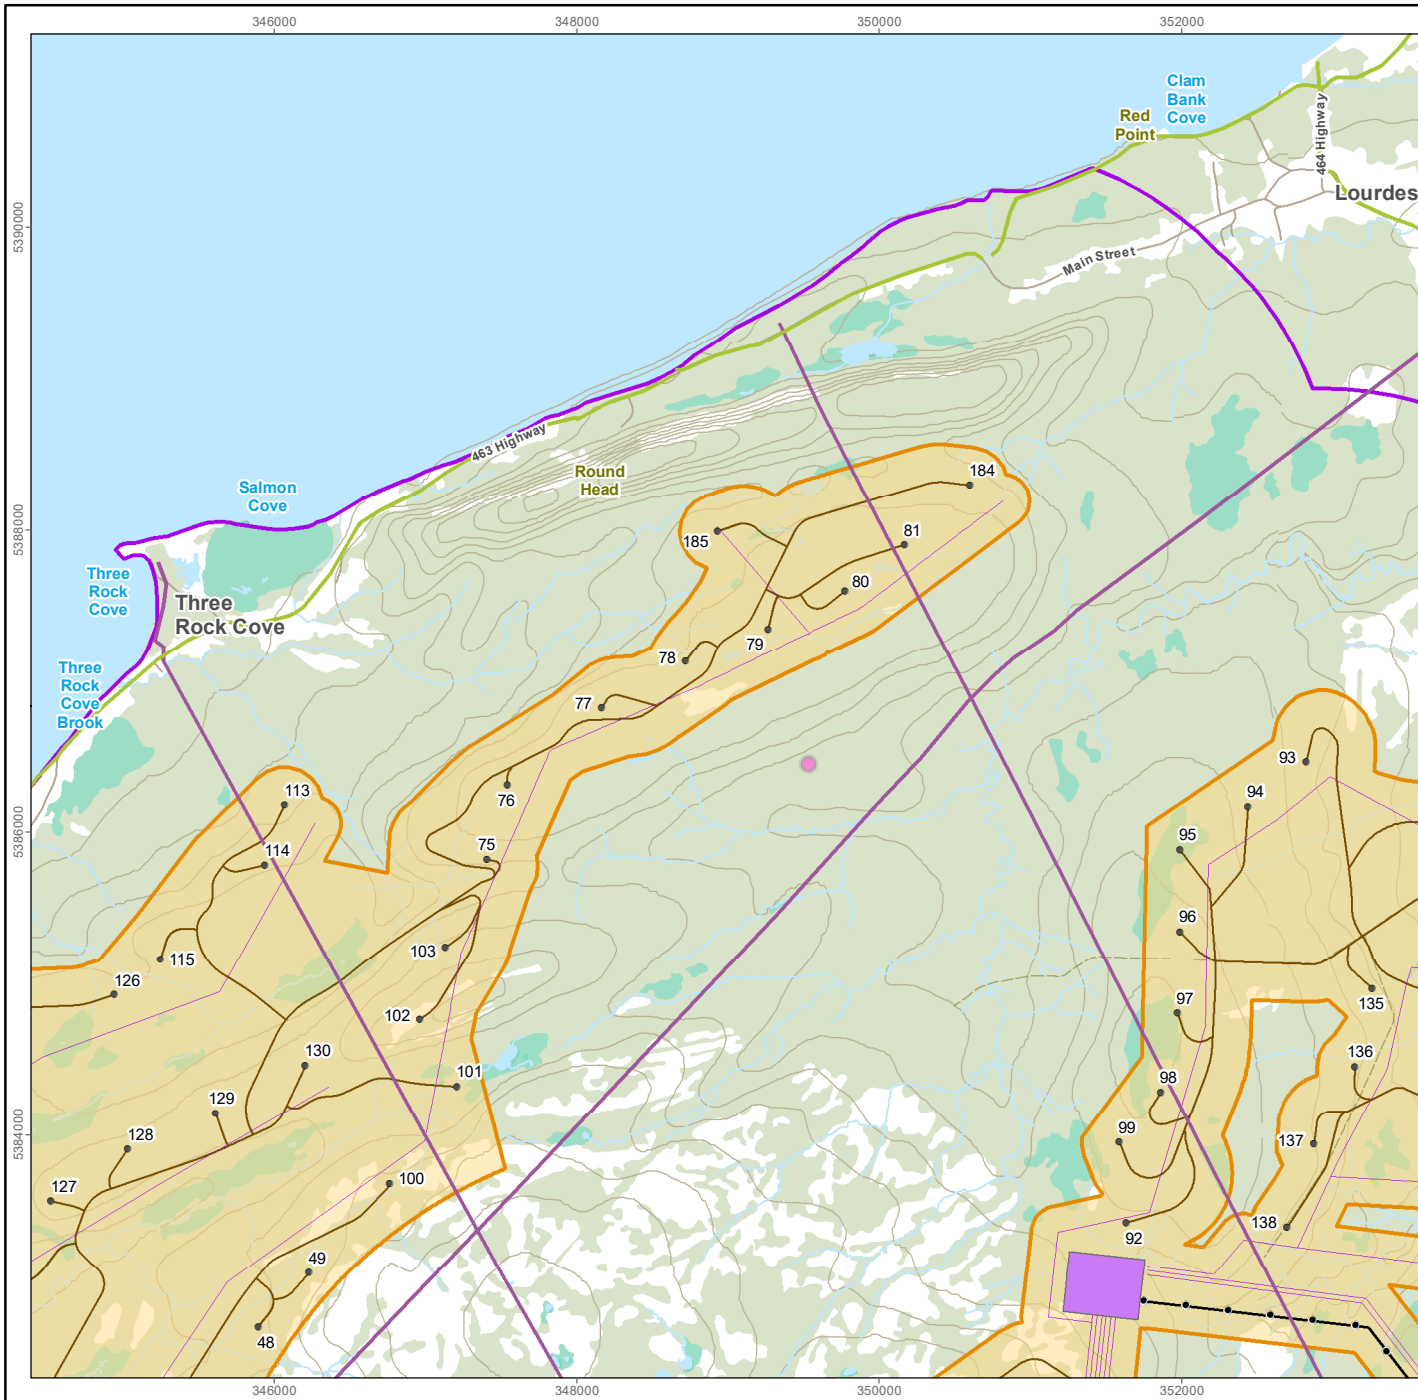 346000
348000
350000
352000
5390000
5388000
5386000
5384000
Clam
Bank
Cove
Red
Point
464 Highway
Lourdes
Main Street
463 Highway
Round
Head
Salmon
Cove
Three
Rock
Cove
Three
Rock Cove
Three
Rock
Cove
Brook
184
185
81
80
79
78
77
76
75
93
94
95
96
97
98
99
92
113
114
115
126
103
102
101
130
129
128
127
100
49
48
135
136
137
138
346000
348000
350000
352000